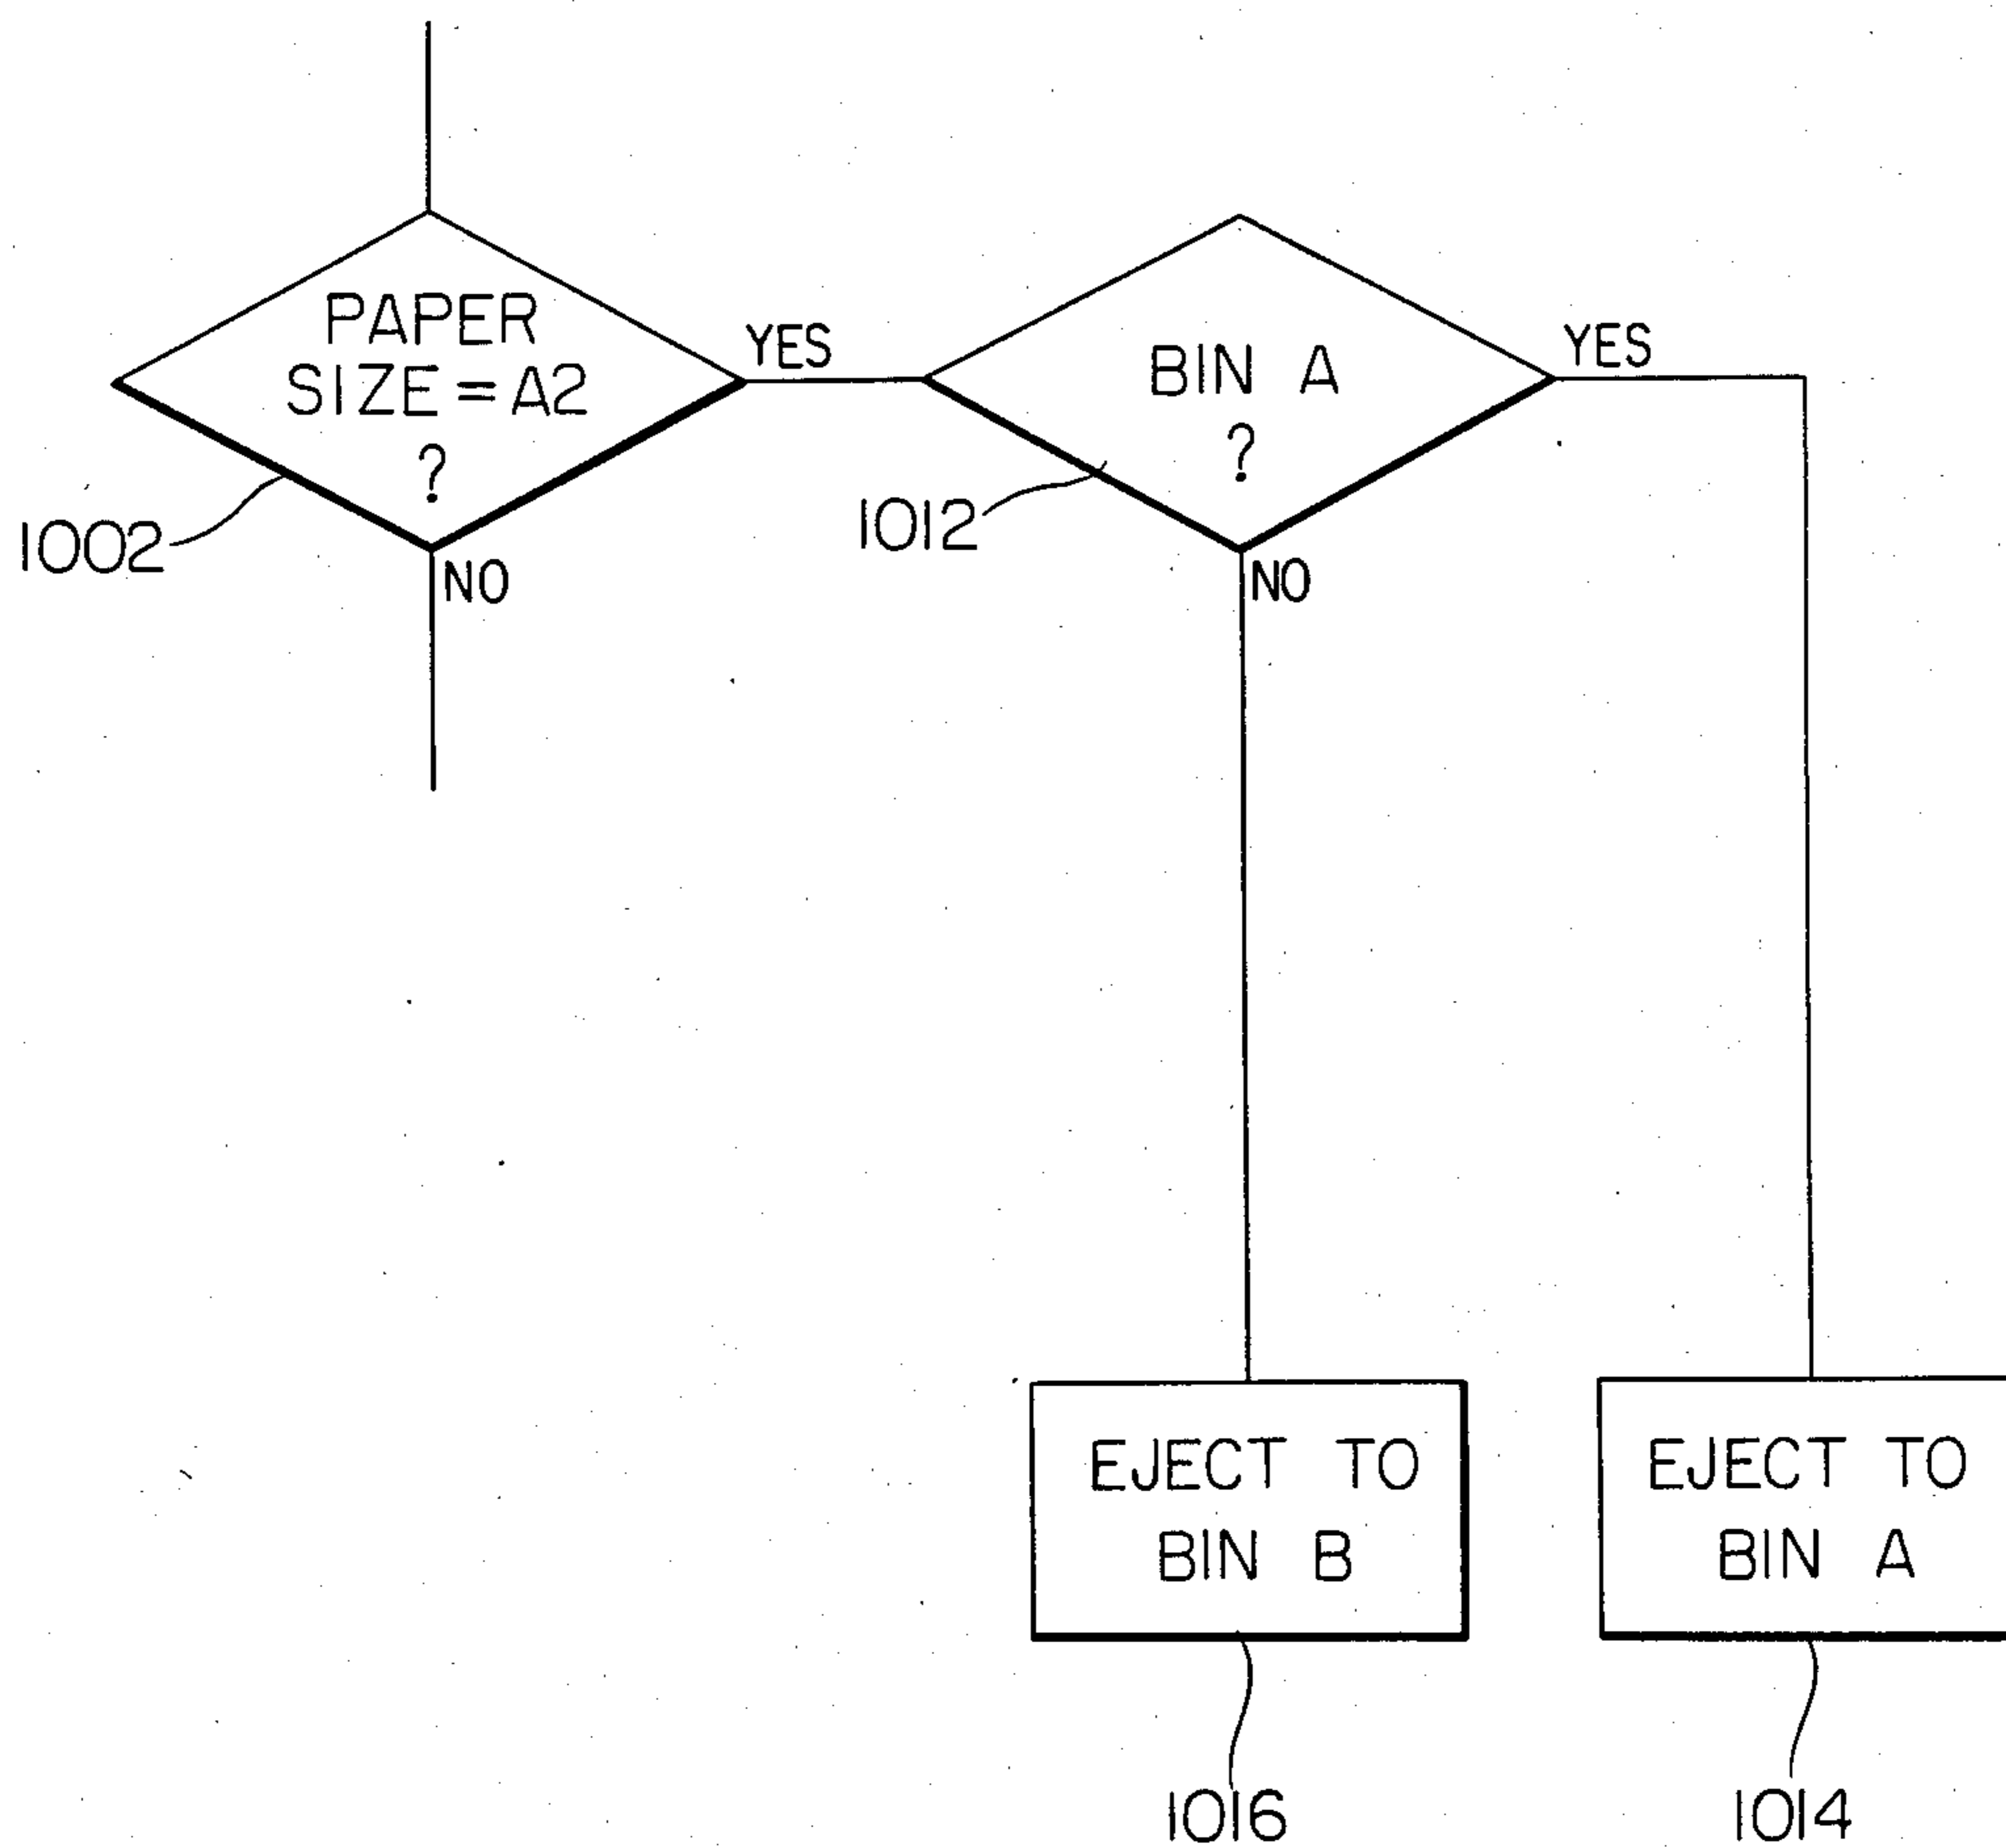 PAPER
SIZE=A2
?
YES
NO
1002
BIN A
?
YES
NO
1012
EJECT TO
BIN B
1016
EJECT TO
BIN A
1014